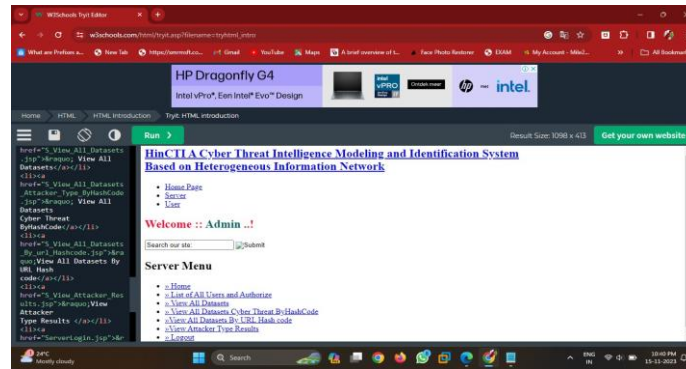 W3Schools Tryit Editor
w3schools.com/html/tryit.asp?filename=tryhtml_intro
What are Prefixes a...
New Tab
https://ommsoft.co...
Gmail
YouTube
Maps
A brief overview of t...
Face Photo Restorer
EXAM
My Account - Mile2...
All Bookmarks
HP Dragonfly G4
Intel vPro®, Een Intel® Evo™ Design
intel
vPRO
Ontdek meer
hp
intel.
Home
HTML
HTML Introduction
Tryit: HTML introduction
Run
Result Size: 1098 x 413
Get your own website
href="S_View_All_Datasets
.jsp">&raquo; View All
Datasets</a></li>
<li><a
href="S_View_All_Datasets
_Attacker_Type_ByHashCode
.jsp">&raquo; View All
Datasets
Cyber Threat
ByHashCode</a></li>
<li><a
href="S_View_All_Datasets
_By_url_Hashcode.jsp">&ra
quo;View All Datasets By
URL Hash
code</a></li>
<li><a
href="S_View_Attacker_Res
ults.jsp">&raquo;View
Attacker
Type Results </a></li>
<li><a
href="ServerLogin.jsp">&r
HinCTI A Cyber Threat Intelligence Modeling and Identification System
Based on Heterogeneous Information Network
Home Page
Server
User
Welcome :: Admin ..!
Search our site:
Submit
Server Menu
» Home
» List of All Users and Authorize
» View All Datasets
» View All Datasets Cyber Threat ByHashCode
»View All Datasets By URL Hash code
»View Attacker Type Results
» Logout
24°C
Mostly cloudy
Search
ENG
IN
10:40 PM
15-11-2023